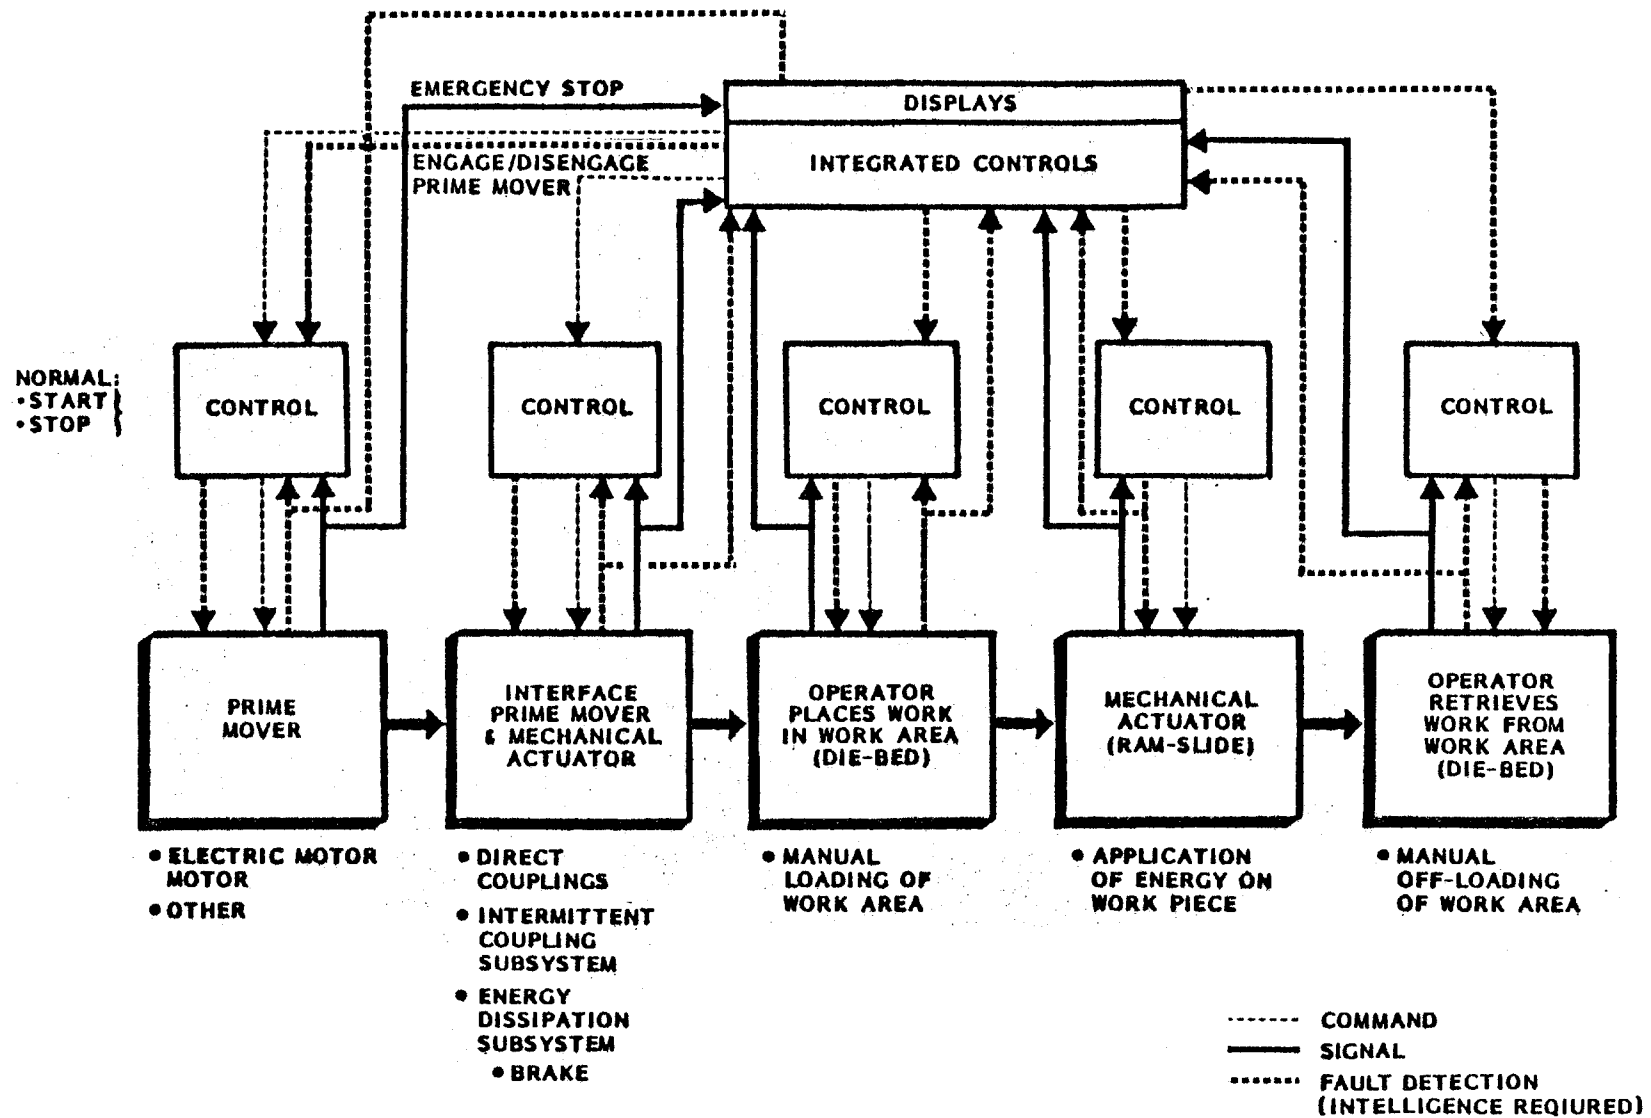 EMERGENCY STOP
DISPLAYS
INTEGRATED CONTROLS
ENGAGE/DISENGAGE
PRIME MOVER
NORMAL:
•START
•STOP
CONTROL
CONTROL
CONTROL
CONTROL
CONTROL
PRIME
MOVER
INTERFACE
PRIME MOVER
& MECHANICAL
ACTUATOR
OPERATOR
PLACES WORK
IN WORK AREA
(DIE-BED)
MECHANICAL
ACTUATOR
(RAM-SLIDE)
OPERATOR
RETRIEVES
WORK FROM
WORK AREA
(DIE-BED)
• ELECTRIC MOTOR
MOTOR
• OTHER
• DIRECT
COUPLINGS
• INTERMITTENT
COUPLING
SUBSYSTEM
• ENERGY
DISSIPATION
SUBSYSTEM
• BRAKE
• MANUAL
LOADING OF
WORK AREA
• APPLICATION
OF ENERGY ON
WORK PIECE
• MANUAL
OFF-LOADING
OF WORK AREA
COMMAND
SIGNAL
FAULT DETECTION
(INTELLIGENCE REQIURED)